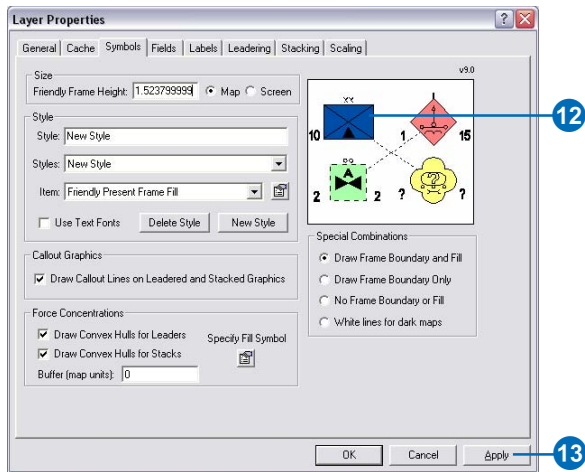 Layer Properties
General Cache Symbols Fields Labels Leadering Stacking Scaling
Size
Friendly Frame Height: 1.523799999 Map Screen
Style
Style: New Style
Styles: New Style
Item: Friendly Present Frame Fill
Use Text Fonts Delete Style New Style
Callout Graphics
Draw Callout Lines on Leadered and Stacked Graphics
Force Concentrations
Draw Convex Hulls for Leaders
Draw Convex Hulls for Stacks
Specify Fill Symbol
Buffer (map units): 0
v9.0
XX
10 1 15
A
2 2 ? ? ?
12
Special Combinations
Draw Frame Boundary and Fill
Draw Frame Boundary Only
No Frame Boundary or Fill
White lines for dark maps
OK Cancel Apply
13